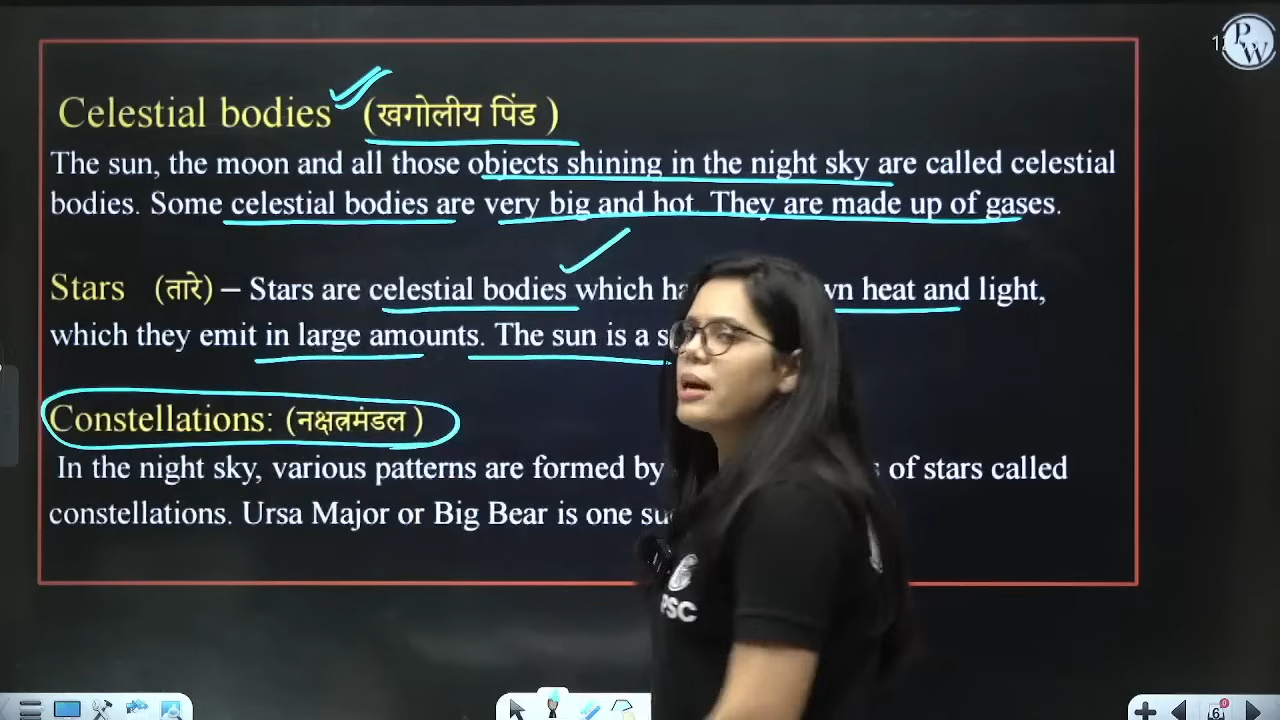 Celestial bodies (खगोलीय पिंड )
The sun, the moon and all those objects shining in the night sky are called celestial
bodies. Some celestial bodies are very big and hot. They are made up of gases.
Stars (तारे) – Stars are celestial bodies which heat and light,
which they emit in large amounts. The sun is a
Constellations: (नक्षत्रमंडल )
In the night sky, various patterns are formed by of stars called
constellations. Ursa Major or Big Bear is one
PW
PSC
6